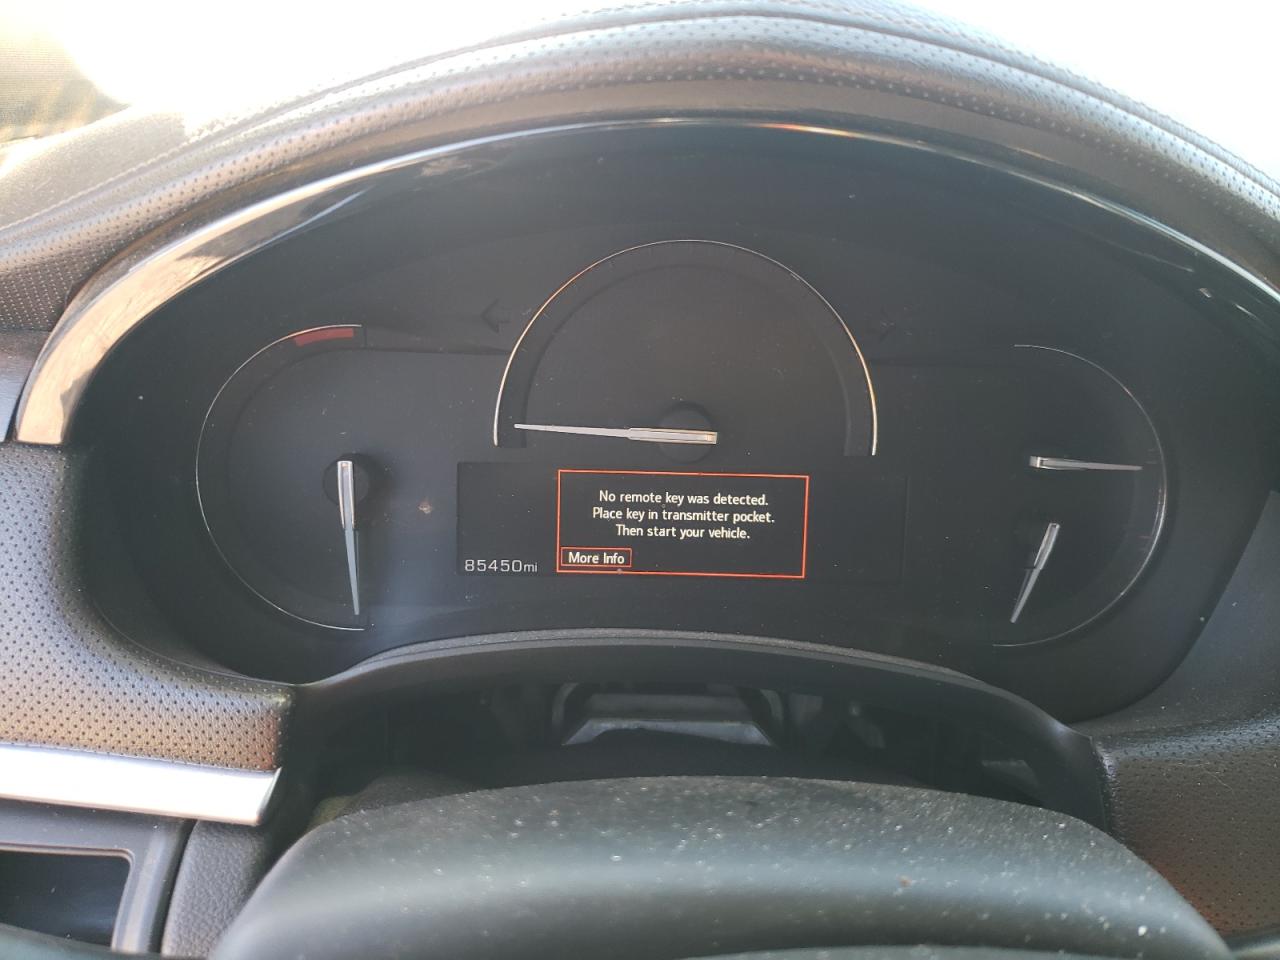 No remote key was detected.
Place key in transmitter pocket.
Then start your vehicle.
More Info
85450mi